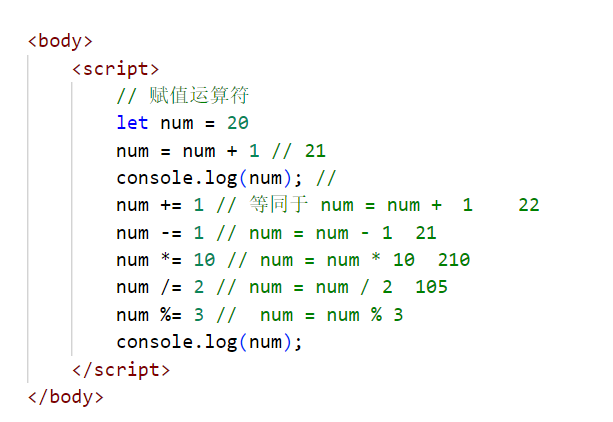 <body>
<script>
// 赋值运算符
let num = 20
num = num + 1 // 21
console.log(num); //
num += 1 // 等同于 num = num +  1    22
num -= 1 // num = num - 1  21
num *= 10 // num = num * 10  210
num /= 2 // num = num / 2  105
num %= 3 //  num = num % 3
console.log(num);
</script>
</body>